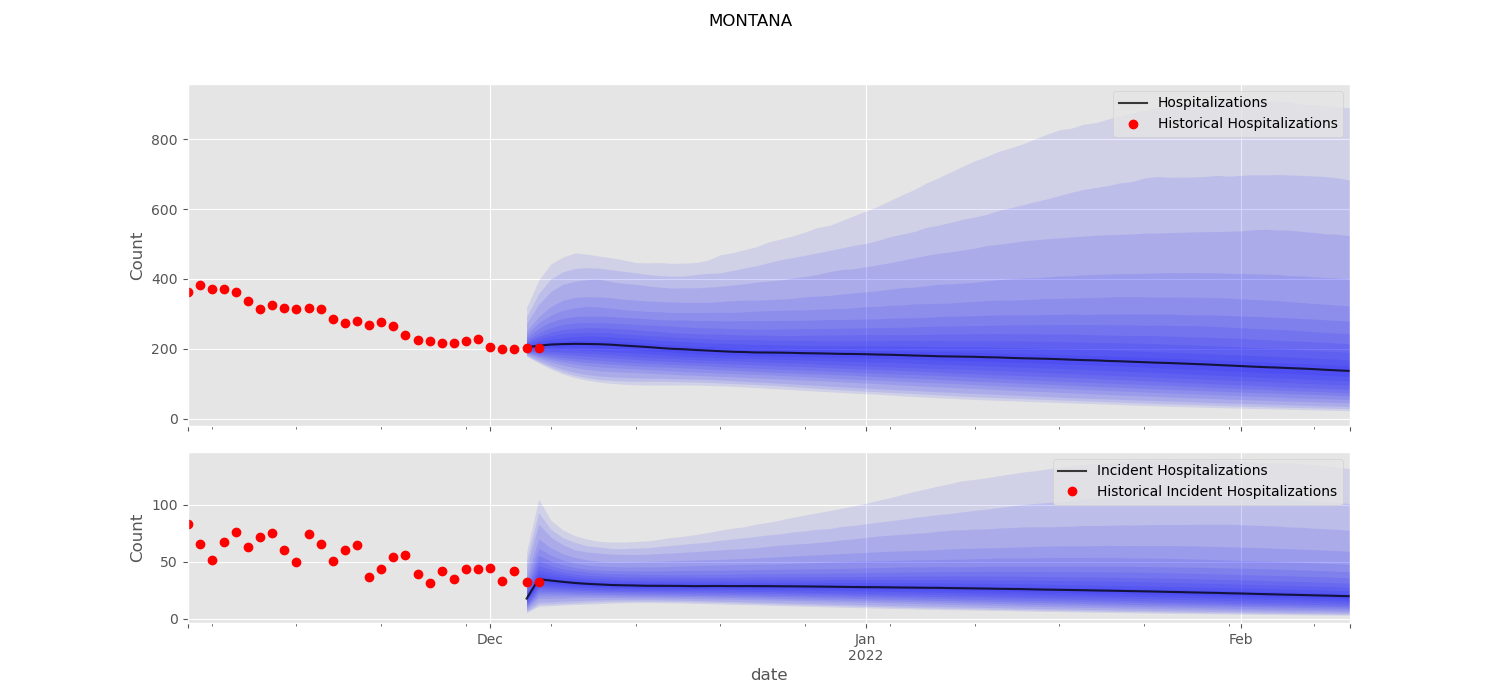 MONTANA
Hospitalizations
Historical Hospitalizations
800
600
400
200
0
Count
Incident Hospitalizations
Historical Incident Hospitalizations
100
50
0
Count
Dec
Jan
2022
Feb
date